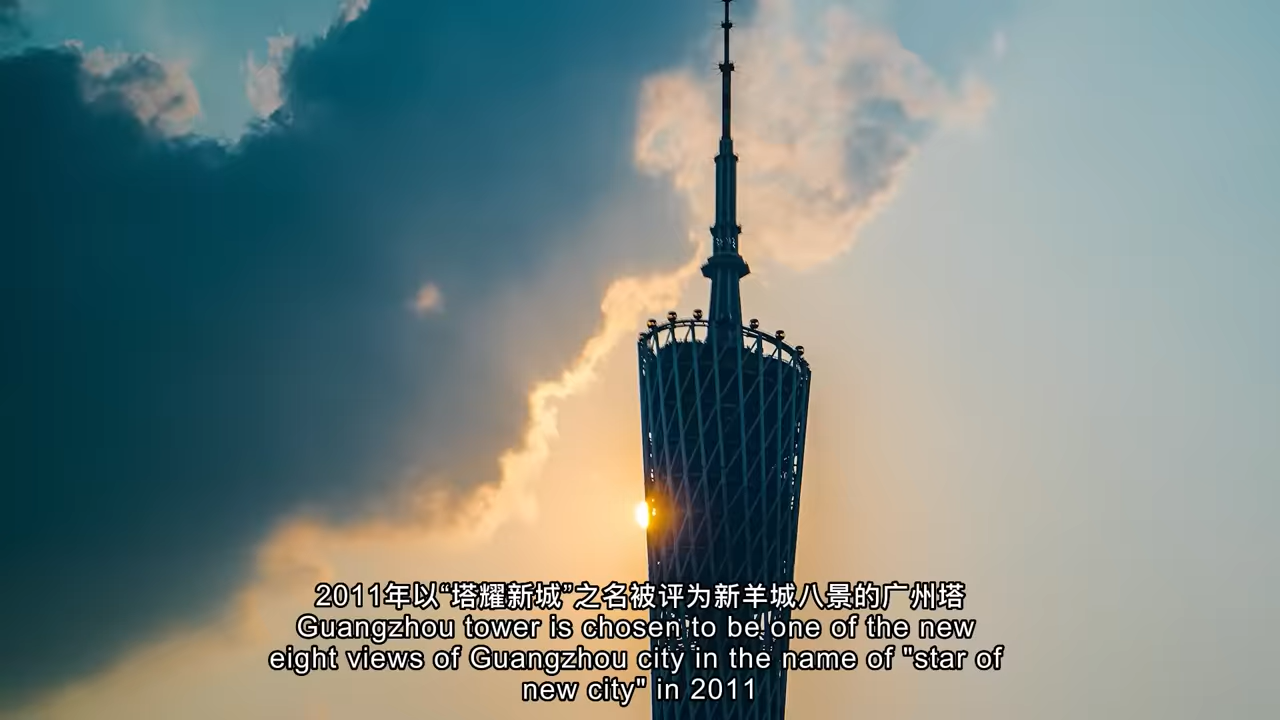 2011年以“塔耀新城”之名被评为新羊城八景的广州塔
Guangzhou tower is chosen to be one of the new
eight views of Guangzhou city in the name of "star of
new city" in 2011